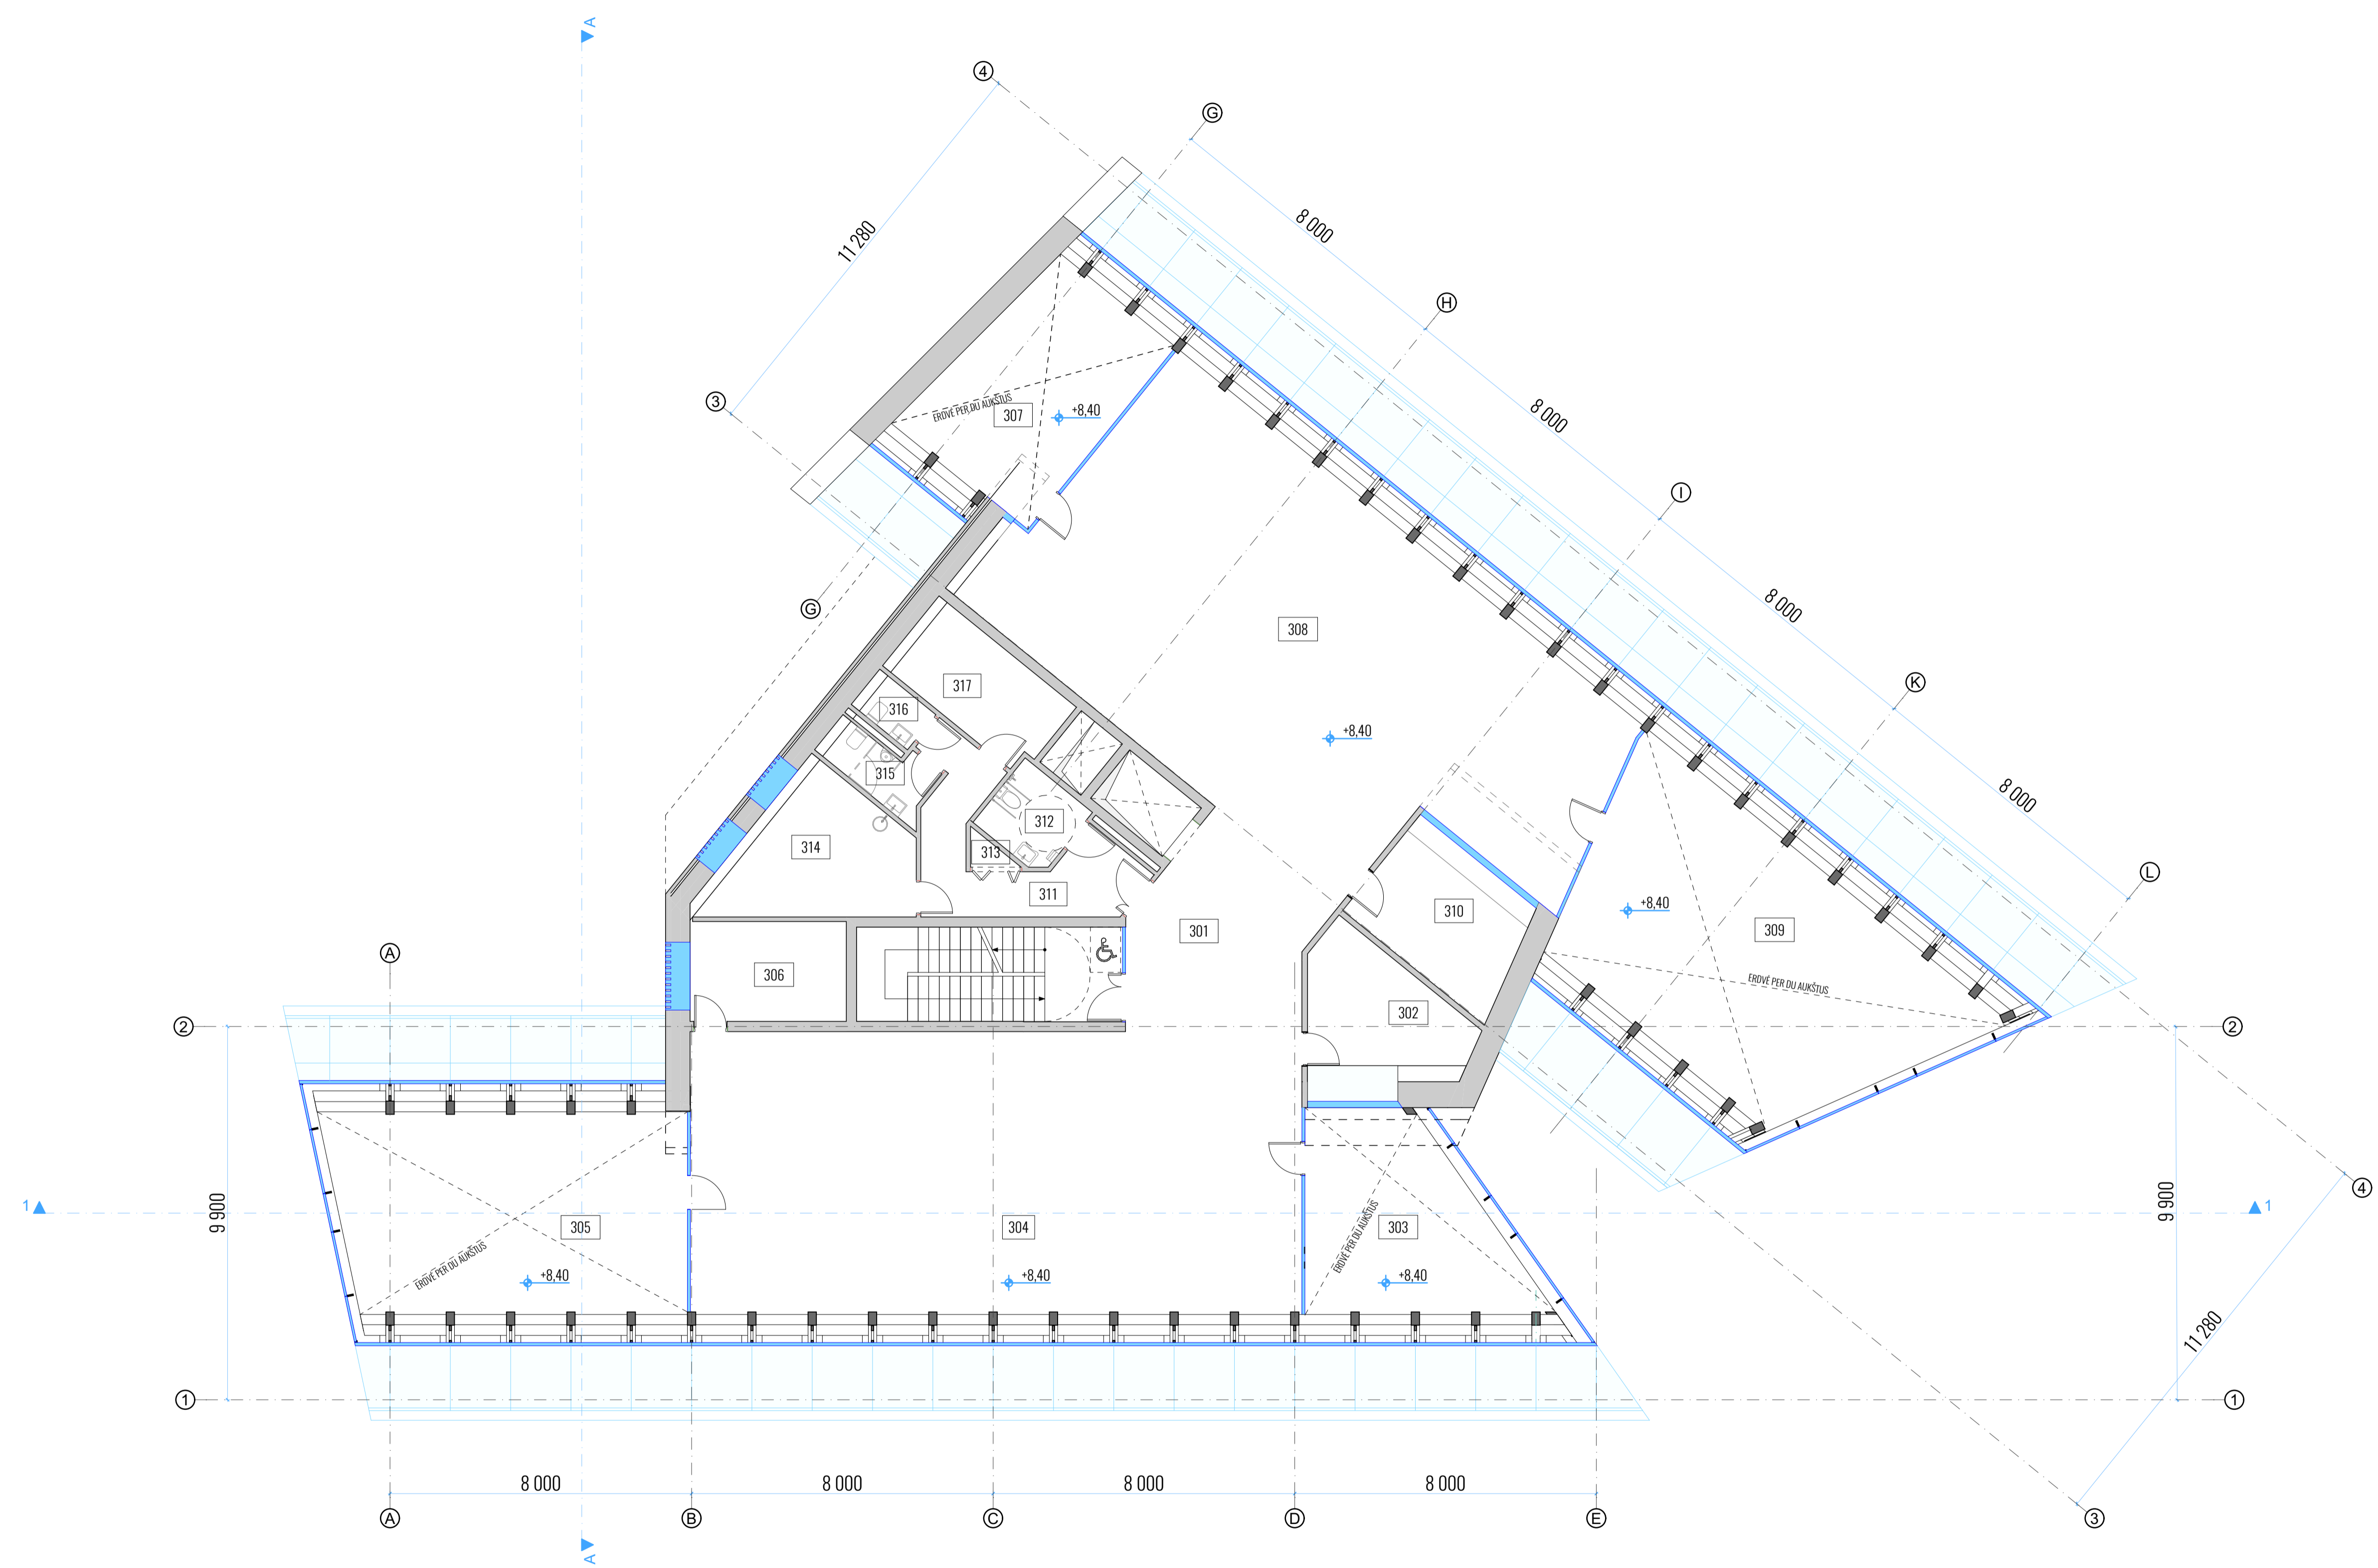 A
4
G
11 280
8 000
H
3
ERDVĖ PER DU AUKŠTUS
307
+8,40
8 000
I
G
308
8 000
K
317
316
+8,40
315
8 000
312
314
313
L
311
310
+8,40
309
301
A
306
ERDVĖ PER DU AUKŠTUS
302
2
2
4
9 900
9 900
1
1
305
304
303
ERDVĖ PER DU AUKŠTUS
ERDVĖ PER DU AUKŠTUS
+8,40
+8,40
+8,40
11 280
1
1
8 000
8 000
8 000
8 000
A
B
C
D
E
3
A